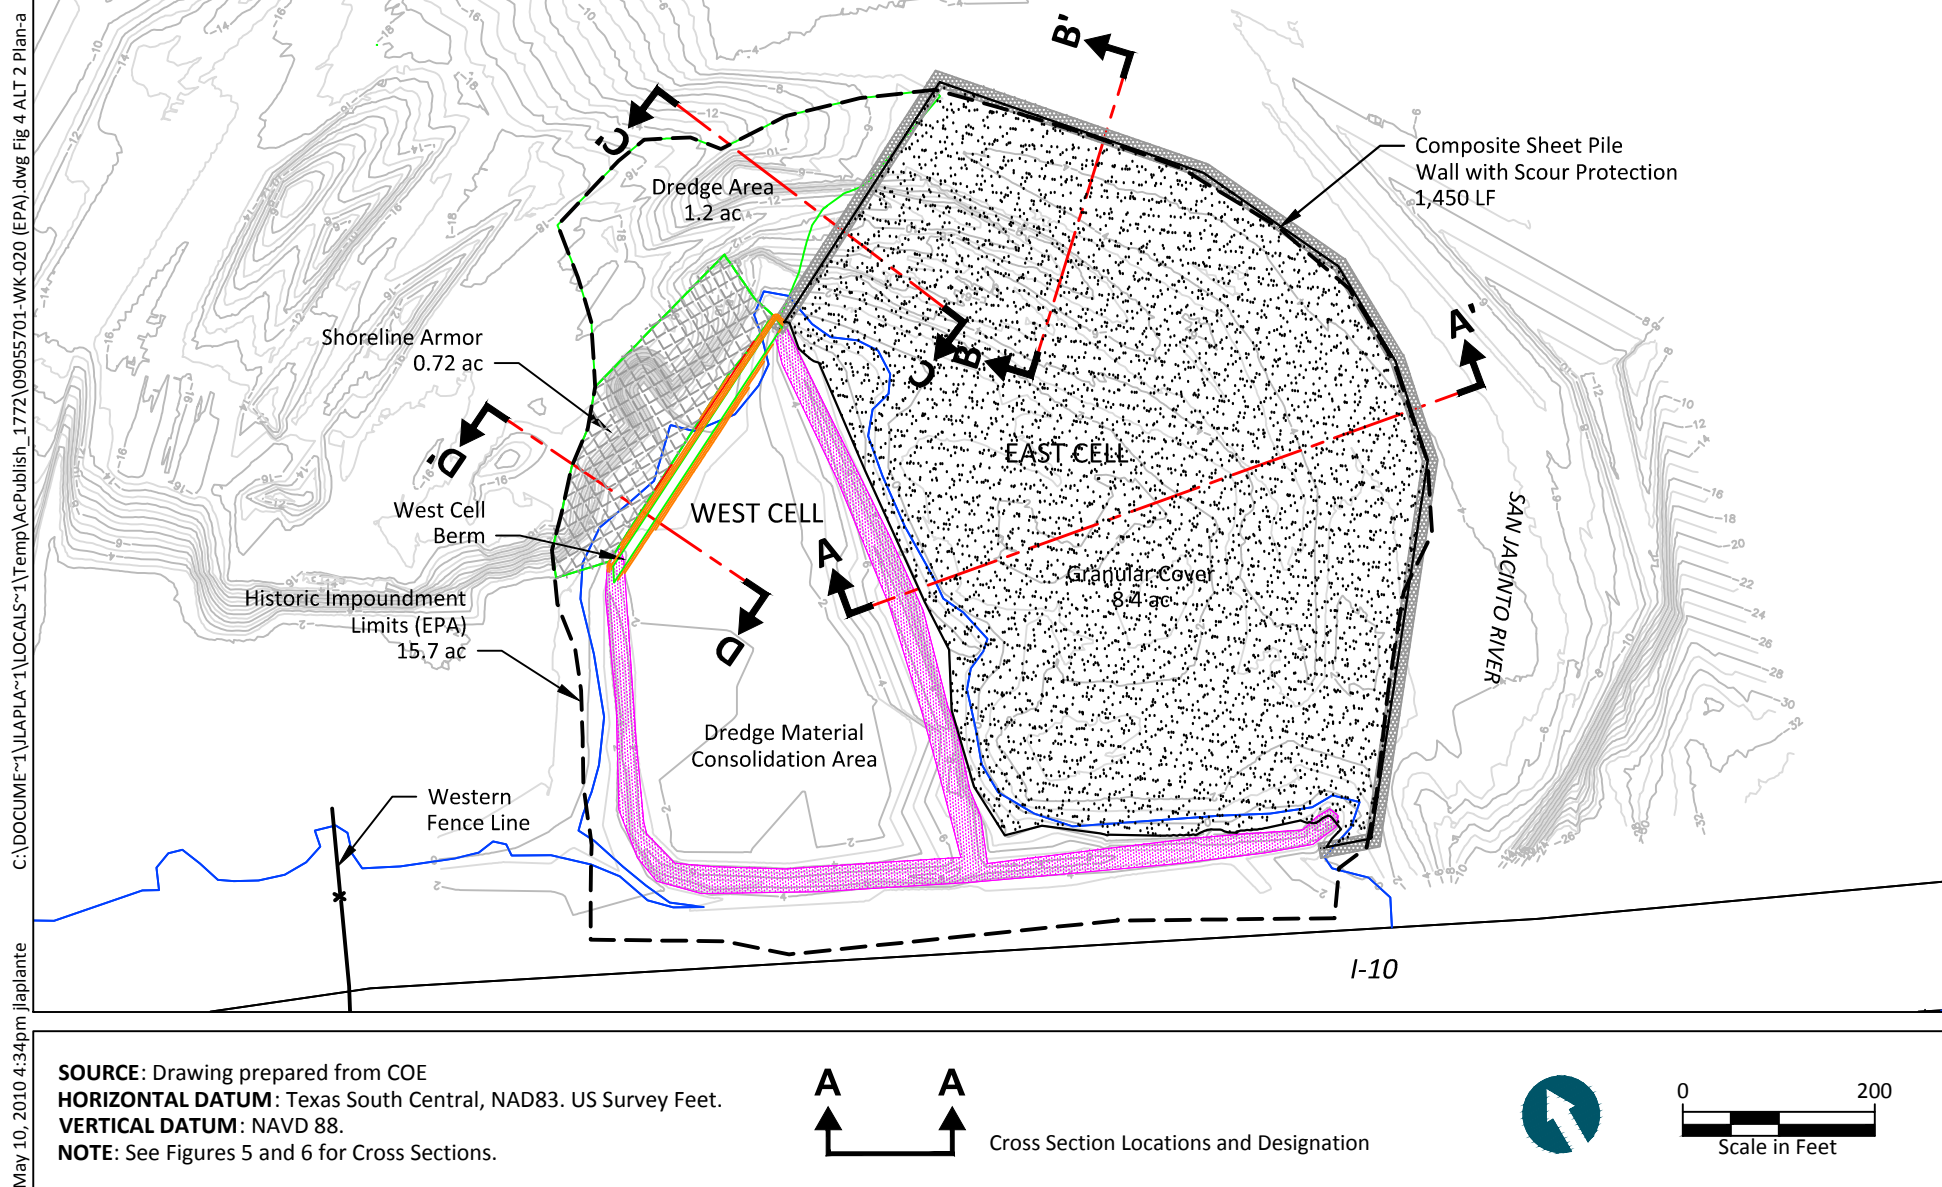 C:\DOCUME~1\JLAPLA~1\LOCALS~1\Temp\AcPublish_17772\09055701-WK-020 (EPA).dwg Fig 4 ALT 2 Plan-a
May 10, 2010 4:34pm jlaplante
B'
C'
Composite Sheet Pile
Wall with Scour Protection
1,450 LF
Dredge Area
1.2 ac
Shoreline Armor
0.72 ac
A'
B
C
D'
EAST CELL
West Cell
Berm
WEST CELL
A
Granular Cover
8.4 ac
Historic Impoundment
Limits (EPA)
15.7 ac
D
SAN JACINTO RIVER
Dredge Material
Consolidation Area
Western
Fence Line
I-10
SOURCE: Drawing prepared from COE
HORIZONTAL DATUM: Texas South Central, NAD83. US Survey Feet.
VERTICAL DATUM: NAVD 88.
NOTE: See Figures 5 and 6 for Cross Sections.
A A
Cross Section Locations and Designation
0 200
Scale in Feet